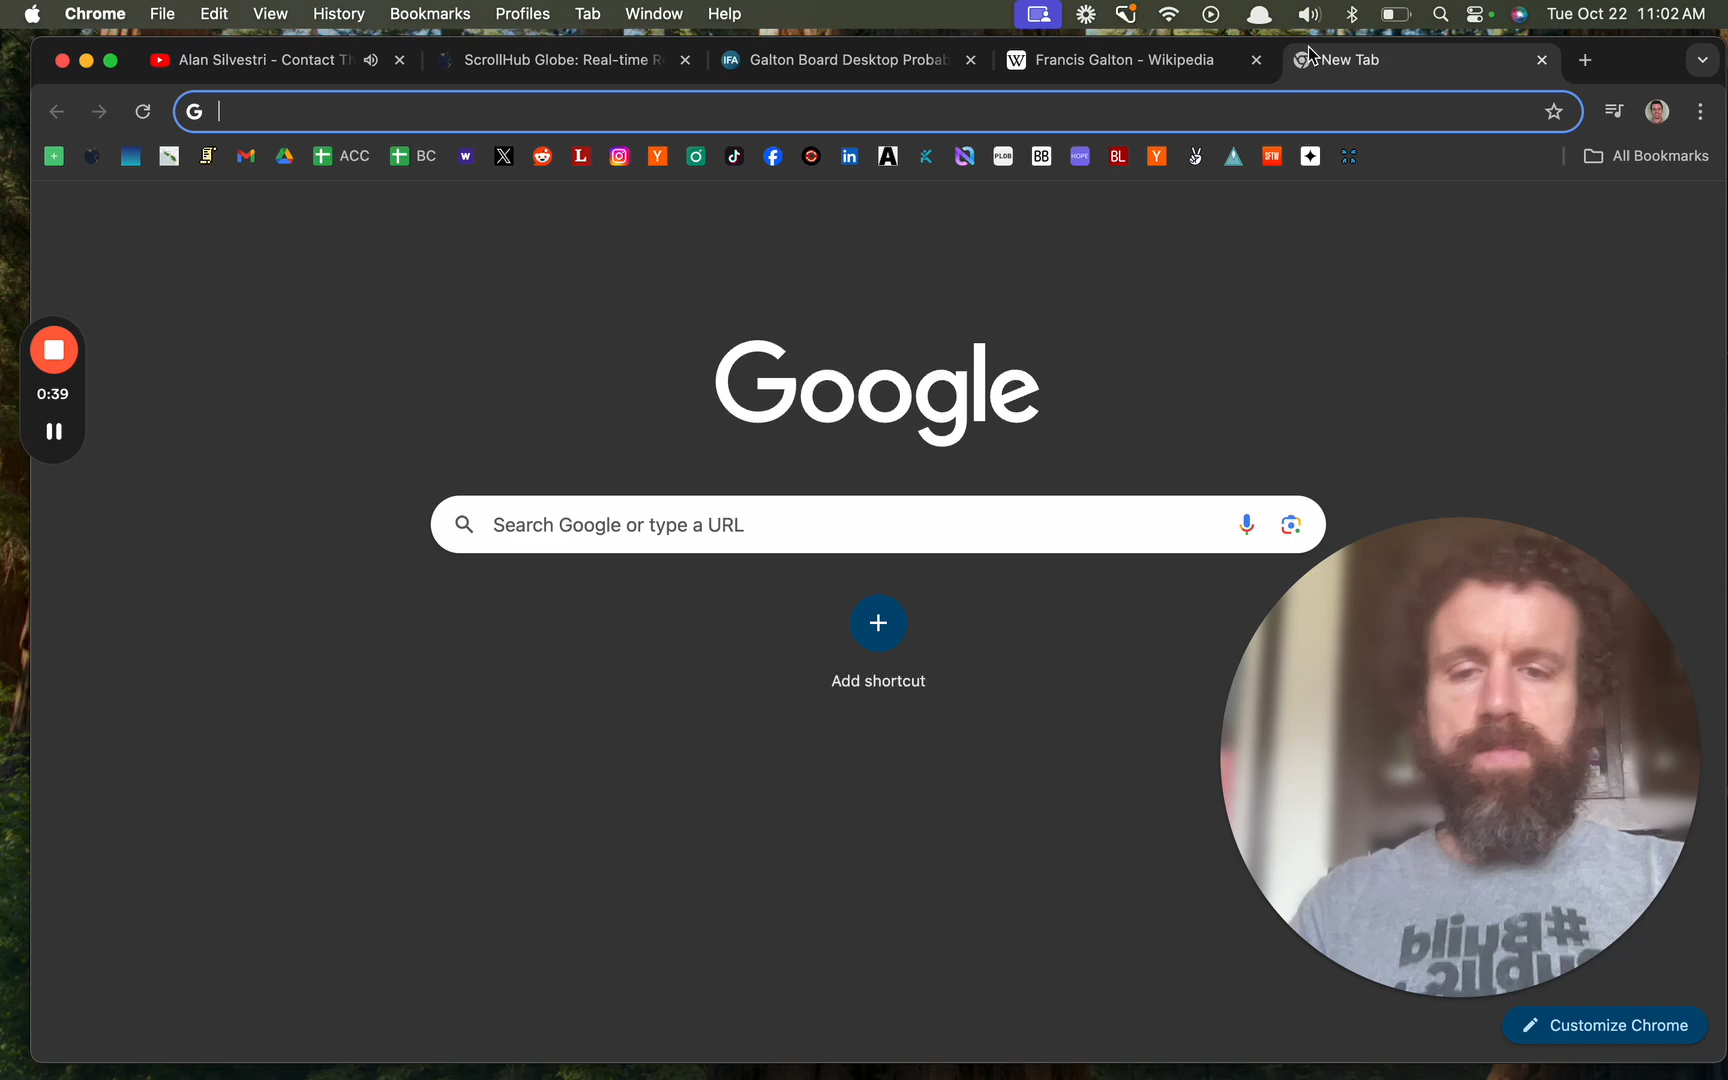 Chrome File Edit View History Bookmarks Profiles Tab Window Help Tue Oct 22 11:02 AM
Alan Silvestri - Contact Th ScrollHub Globe: Real-time R Galton Board Desktop Probab Francis Galton - Wikipedia New Tab
ACC BC All Bookmarks
Google
0:39
Search Google or type a URL
Add shortcut
#Build
Customize Chrome